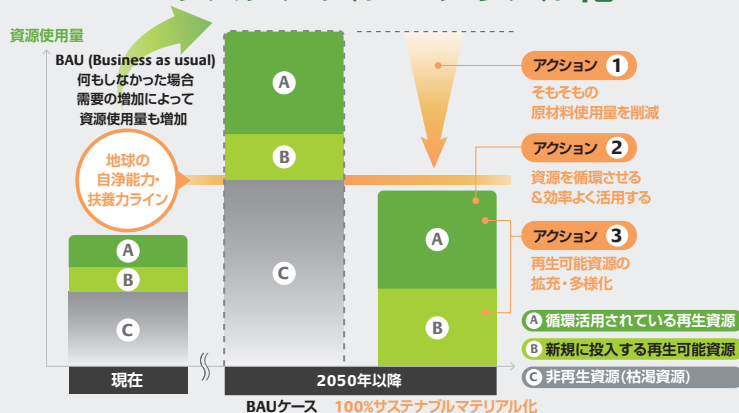 資源使用量
BAU (Business as usual)
何もしなかった場合
需要の増加によって
資源使用量も増加
地球の
自浄能力・
扶養力ライン
A
B
C
A
B
C
A
B
アクション 1
そもそもの
原材料使用量を削減
アクション 2
資源を循環させる
&効率よく活用する
アクション 3
再生可能資源の
拡充・多様化
A 循環活用されている再生資源
B 新規に投入する再生可能資源
C 非再生資源(枯渇資源)
現在
2050年以降
BAUケース 100%サステナブルマテリアル化